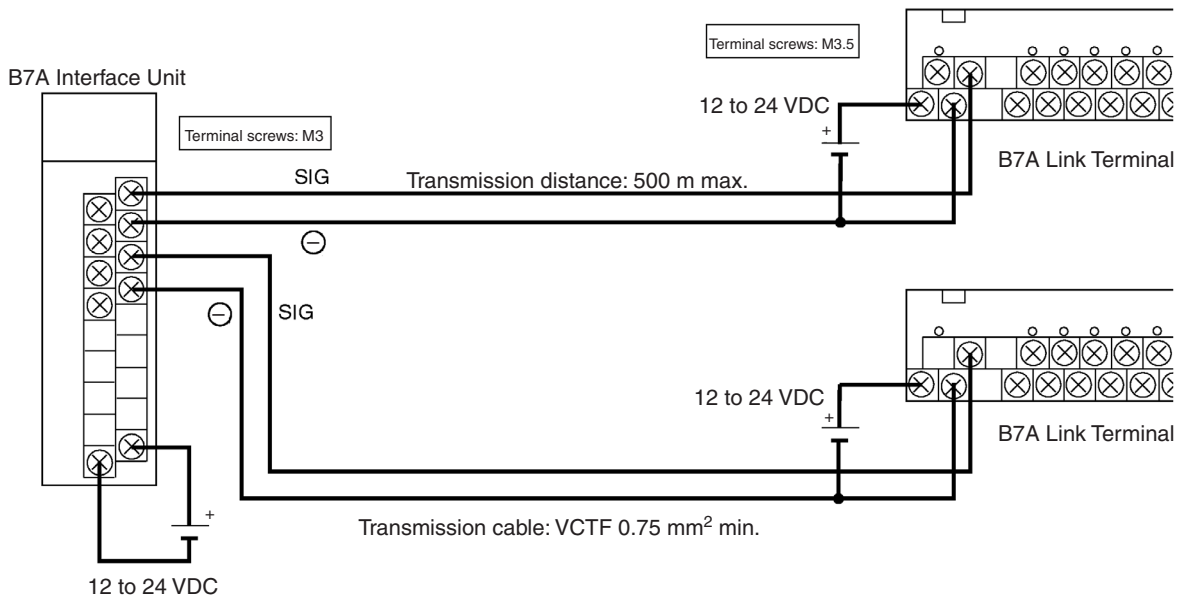 Terminal screws: M3.5
B7A Interface Unit
12 to 24 VDC
+
Terminal screws: M3
B7A Link Terminal
SIG
Transmission distance: 500 m max.
−
−
SIG
12 to 24 VDC
+
B7A Link Terminal
+
Transmission cable: VCTF 0.75 mm² min.
12 to 24 VDC